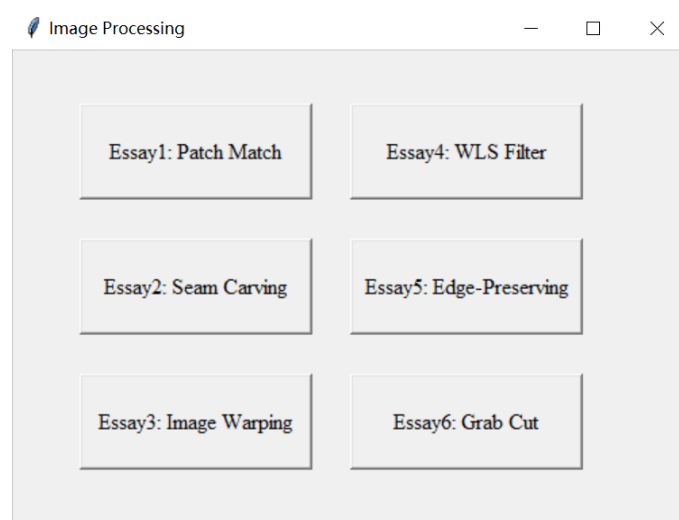 Image Processing
Essay1: Patch Match
Essay4: WLS Filter
Essay2: Seam Carving
Essay5: Edge-Preserving
Essay3: Image Warping
Essay6: Grab Cut